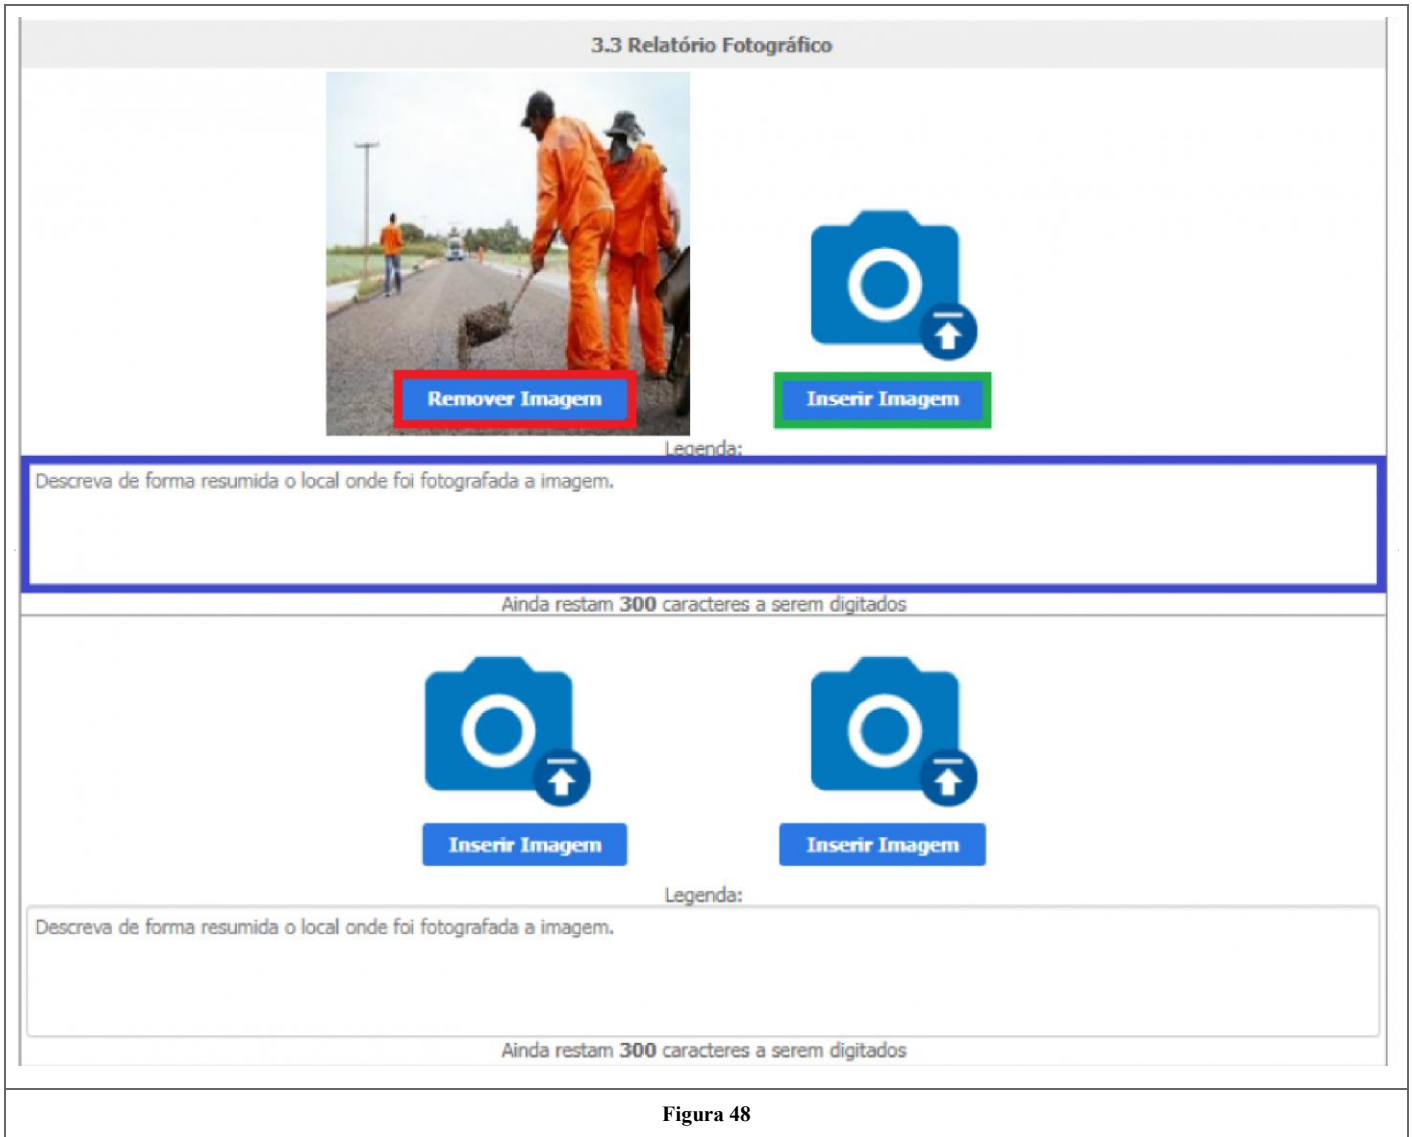 3.3 Relatório Fotográfico
Remover Imagem
Inserir Imagem
Legenda:
Descreva de forma resumida o local onde foi fotografada a imagem.
Ainda restam 300 caracteres a serem digitados
Inserir Imagem
Inserir Imagem
Legenda:
Descreva de forma resumida o local onde foi fotografada a imagem.
Ainda restam 300 caracteres a serem digitados
Figura 48